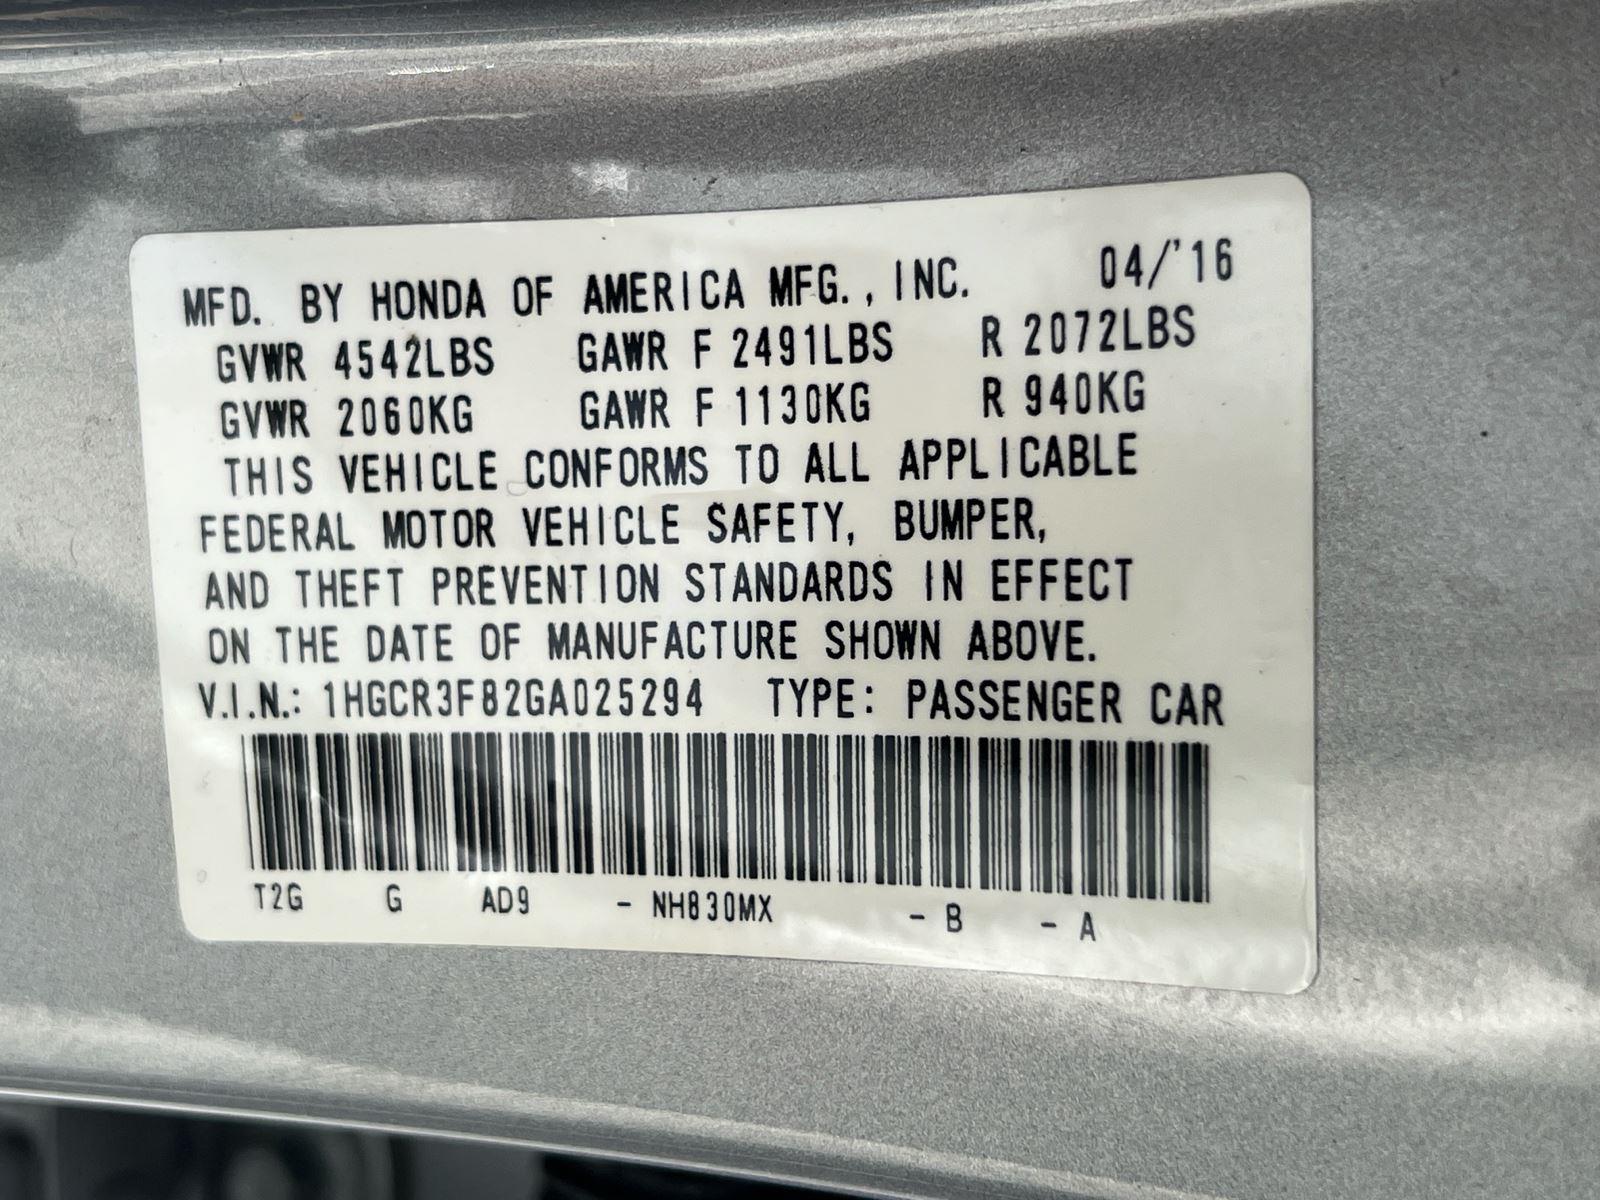 MFD. BY HONDA OF AMERICA MFG., INC. 04/'16
GVWR 4542LBS GAWR F 2491LBS R 2072LBS
GVWR 2060KG GAWR F 1130KG R 940KG
THIS VEHICLE CONFORMS TO ALL APPLICABLE
FEDERAL MOTOR VEHICLE SAFETY, BUMPER,
AND THEFT PREVENTION STANDARDS IN EFFECT
ON THE DATE OF MANUFACTURE SHOWN ABOVE.
V.I.N.: 1HGCR3F82GA025294 TYPE: PASSENGER CAR
T2G G AD9 - NH830MX - B - A